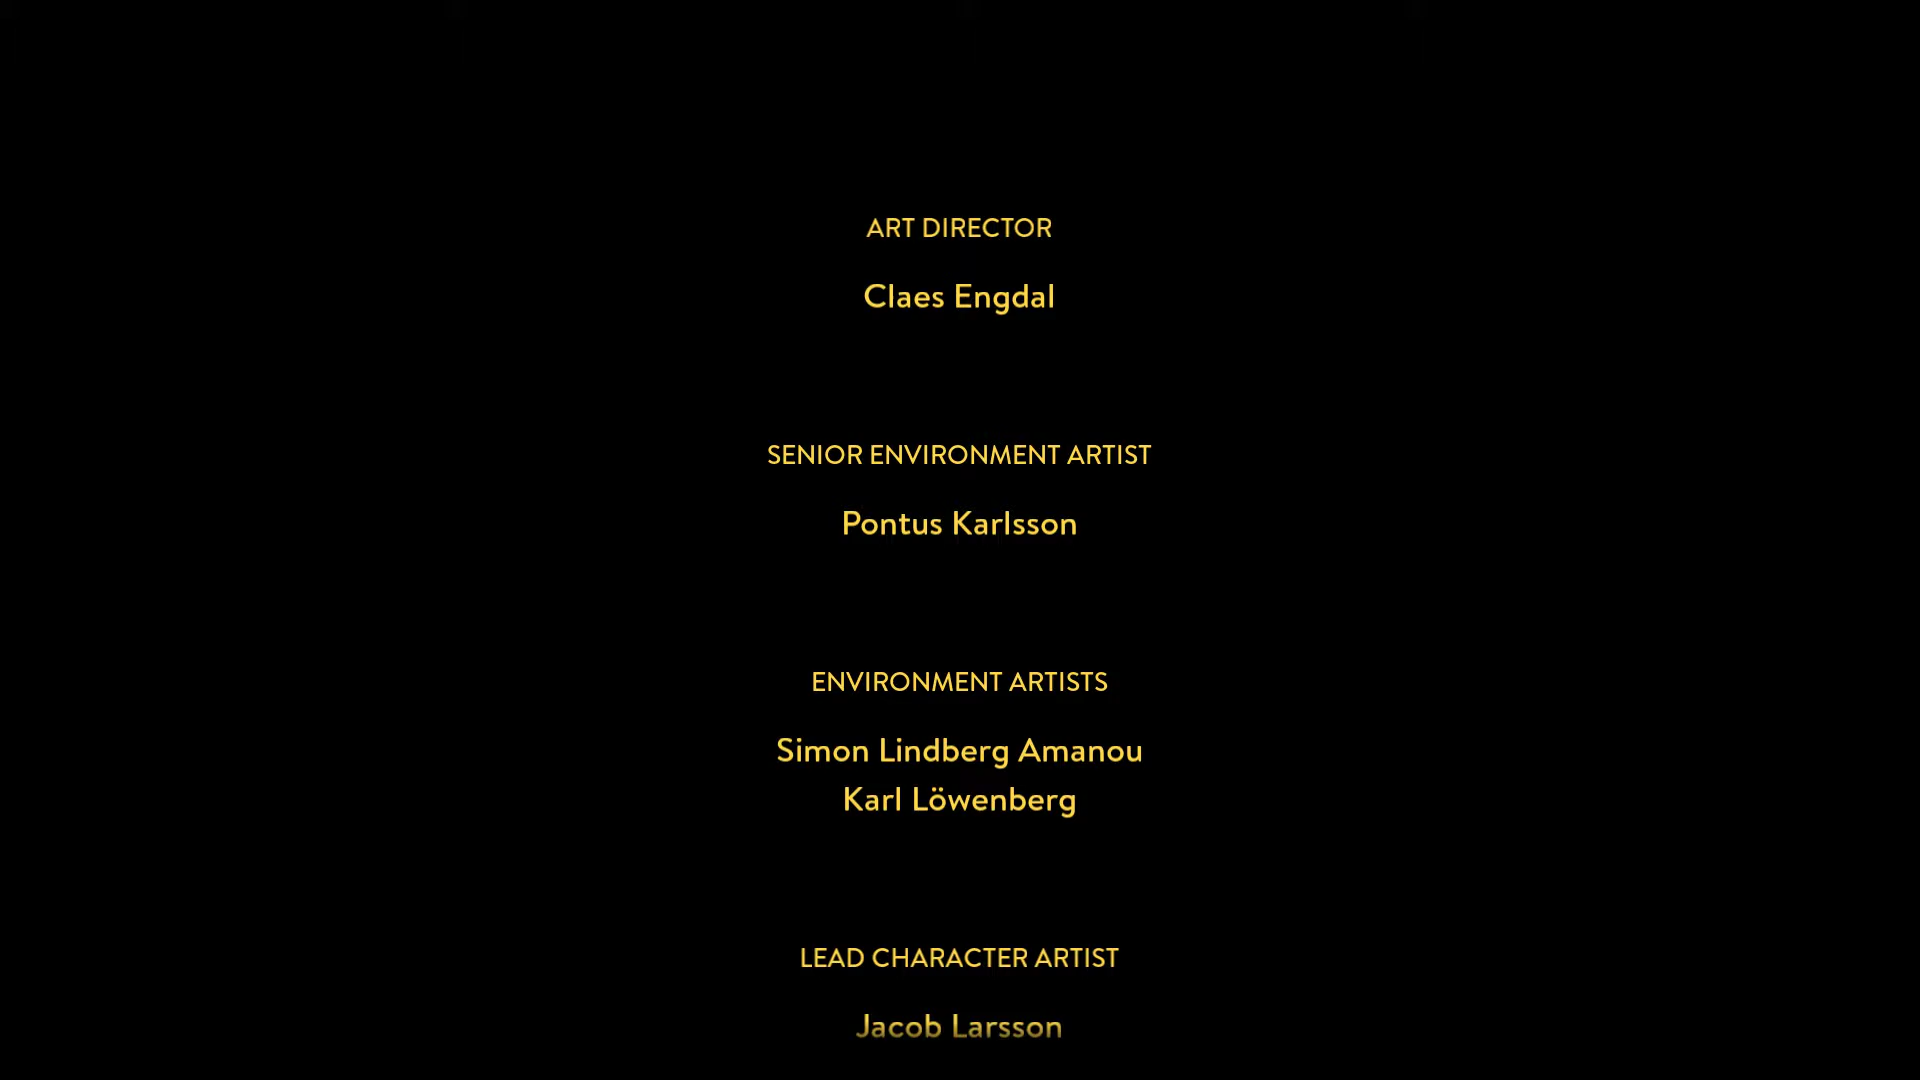 ART DIRECTOR
Claes Engdal
SENIOR ENVIRONMENT ARTIST
Pontus Karlsson
ENVIRONMENT ARTISTS
Simon Lindberg Amanou
Karl Löwenberg
LEAD CHARACTER ARTIST
Jacob Larsson